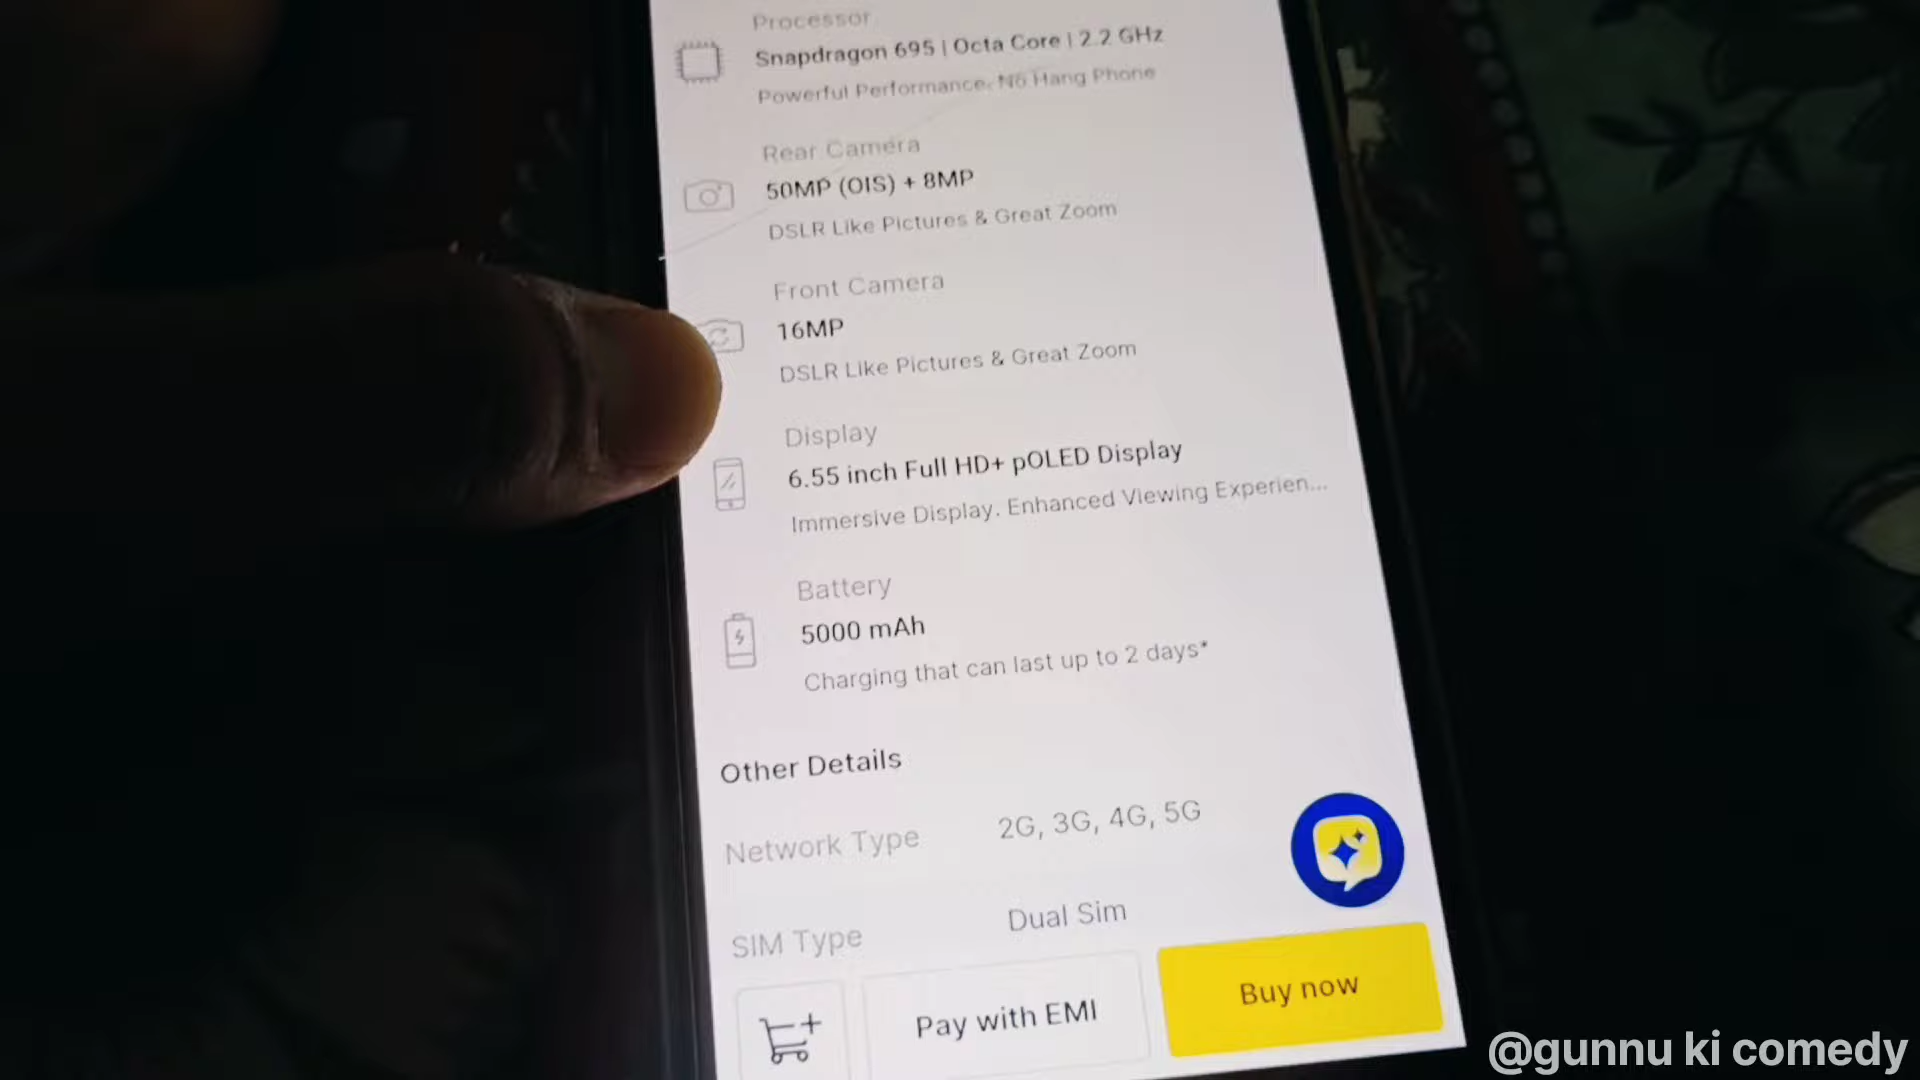 Processor
Snapdragon 695 | Octa Core | 2.2 GHz
Powerful Performance. No Hang Phone
Rear Camera
50MP (OIS) + 8MP
DSLR Like Pictures & Great Zoom
Front Camera
16MP
DSLR Like Pictures & Great Zoom
Display
6.55 inch Full HD+ pOLED Display
Immersive Display. Enhanced Viewing Experien...
Battery
5000 mAh
Charging that can last up to 2 days*
Other Details
Network Type 2G, 3G, 4G, 5G
SIM Type Dual Sim
Pay with EMI Buy now
@gunnu ki comedy